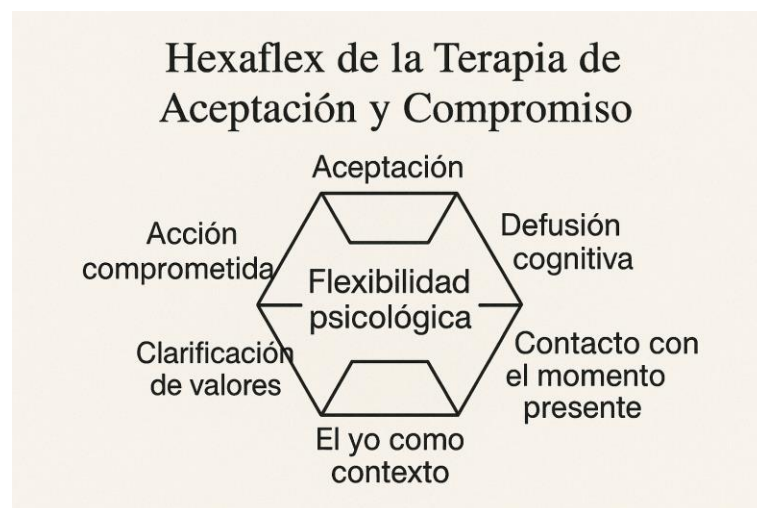 Hexaflex de la Terapia de
Aceptación y Compromiso
Aceptación
Acción
comprometida
Defusión
cognitiva
Flexibilidad
psicológica
Clarificación
de valores
Contacto con
el momento
presente
El yo como
contexto